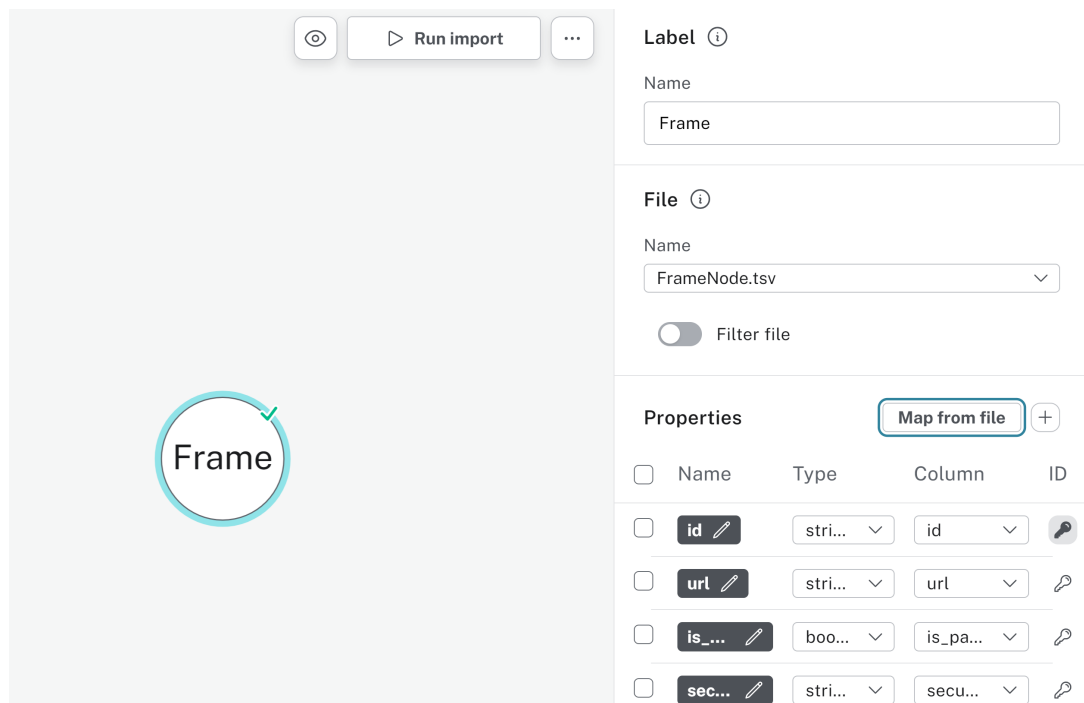 Run import
Label
Name
Frame
File
Name
FrameNode.tsv
Filter file
Frame
Properties
Map from file
Name Type Column ID
id stri... id
url stri... url
is_... boo... is_pa...
sec... stri... secu...